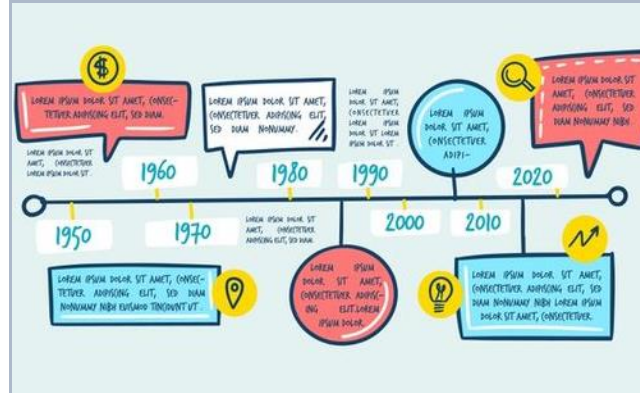 LOREM IPSUM DOLOR SIT AMET, CONSEC-
TETUER ADIPISCING ELIT, SED DIAM.
LOREM IPSUM DOLOR SIT
AMET, CONSECTETUER
LOREM IPSUM DOLOR SIT.
1960
LOREM IPSUM DOLOR SIT AMET,
CONSECTETUER ADIPISCING ELIT,
SED DIAM NONUMMY.
1980
LOREM IPSUM
DOLOR SIT AMET,
CONSECTETUER
LOREM IPSUM
DOLOR SIT LOREM
IPSUM DOLOR SIT.
1990
LOREM IPSUM
DOLOR SIT AMET,
CONSECTETUER
ADIPI-
2020
LOREM IPSUM DOLOR SIT
AMET, CONSECTETUER
ADIPISCING ELIT, SED
DIAM NONUMMY NIBH.
1950
1970
LOREM IPSUM DOLOR SIT
AMET, CONSECTETUER
ADIPISCING ELIT, SED DIAM.
2000
2010
LOREM IPSUM DOLOR SIT AMET, CONSEC-
TETUER ADIPISCING ELIT, SED DIAM
NONUMMY NIBH EUISMOD TINCIDUNT UT.
LOREM IPSUM
DOLOR SIT AMET,
CONSECTETUER ADIPISC-
ING ELIT.LOREM
IPSUM DOLOR
LOREM IPSUM DOLOR SIT AMET,
CONSECTETUER ADIPISCING ELIT, SED
DIAM NONUMMY NIBH LOREM IPSUM
DOLOR SIT AMET, CONSECTETUER.